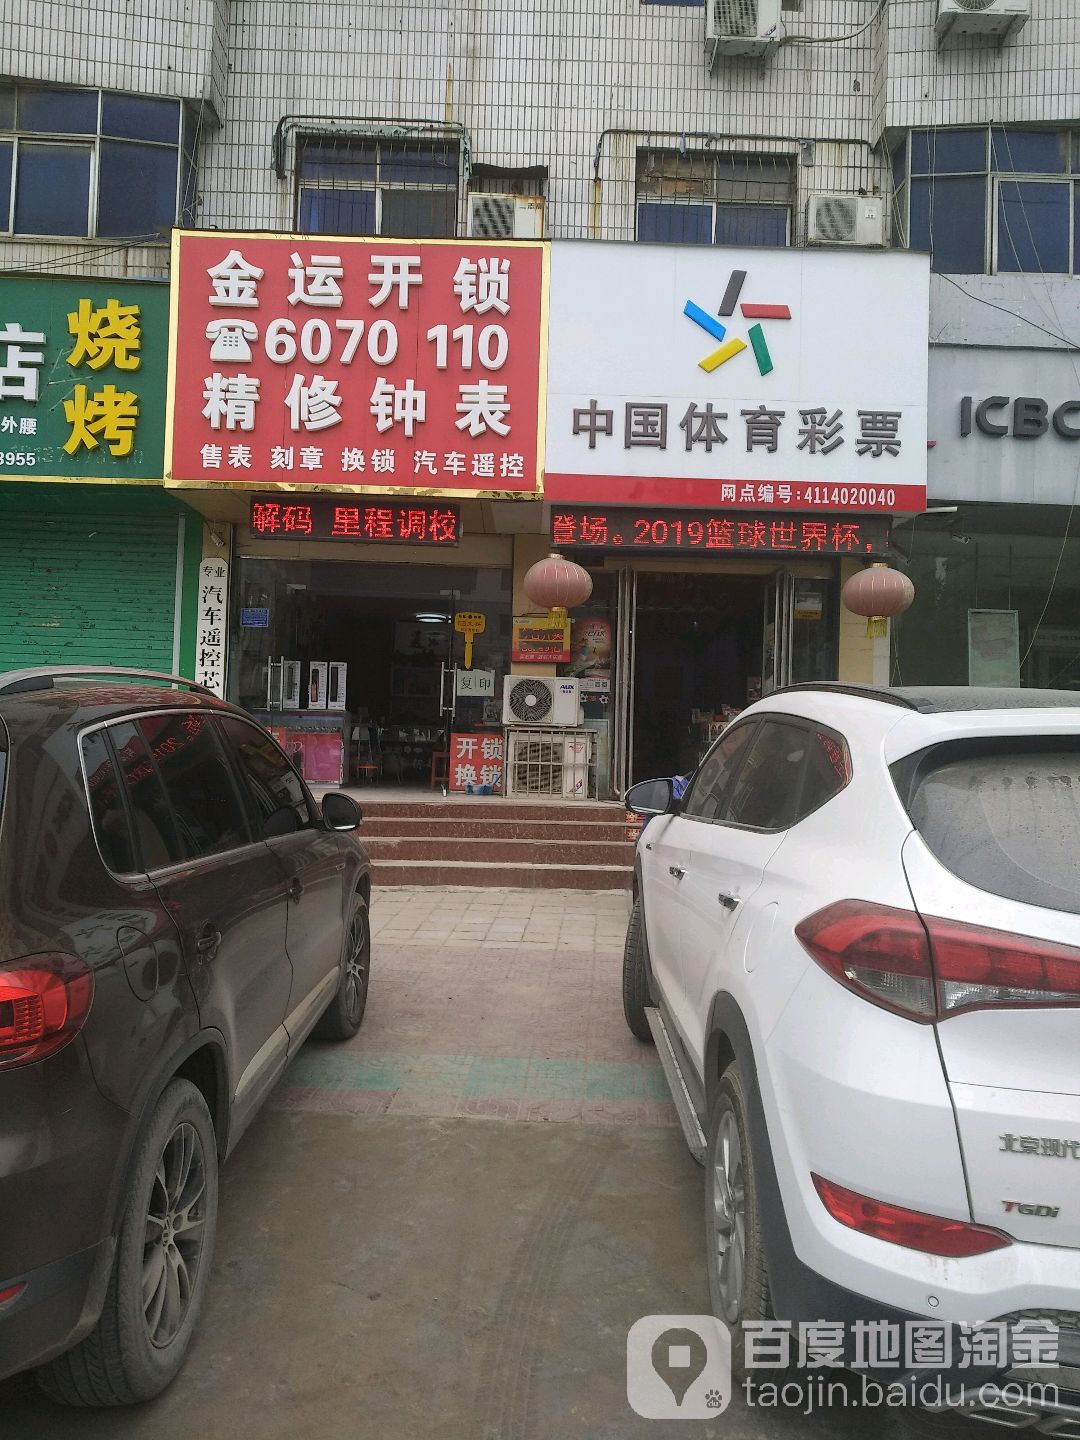 店
烧烤
外腰
8955
金运开锁
☎6070 110
精修钟表
售表 刻章 换锁 汽车遥控
中国体育彩票
网点编号:4114020040
ICBC
解码 里程调校
登场。2019篮球世界杯,
专业
汽车遥控芯
复印
AUX
开锁
换锁
北京现代
TGDi
百度地图淘金
taojin.baidu.com